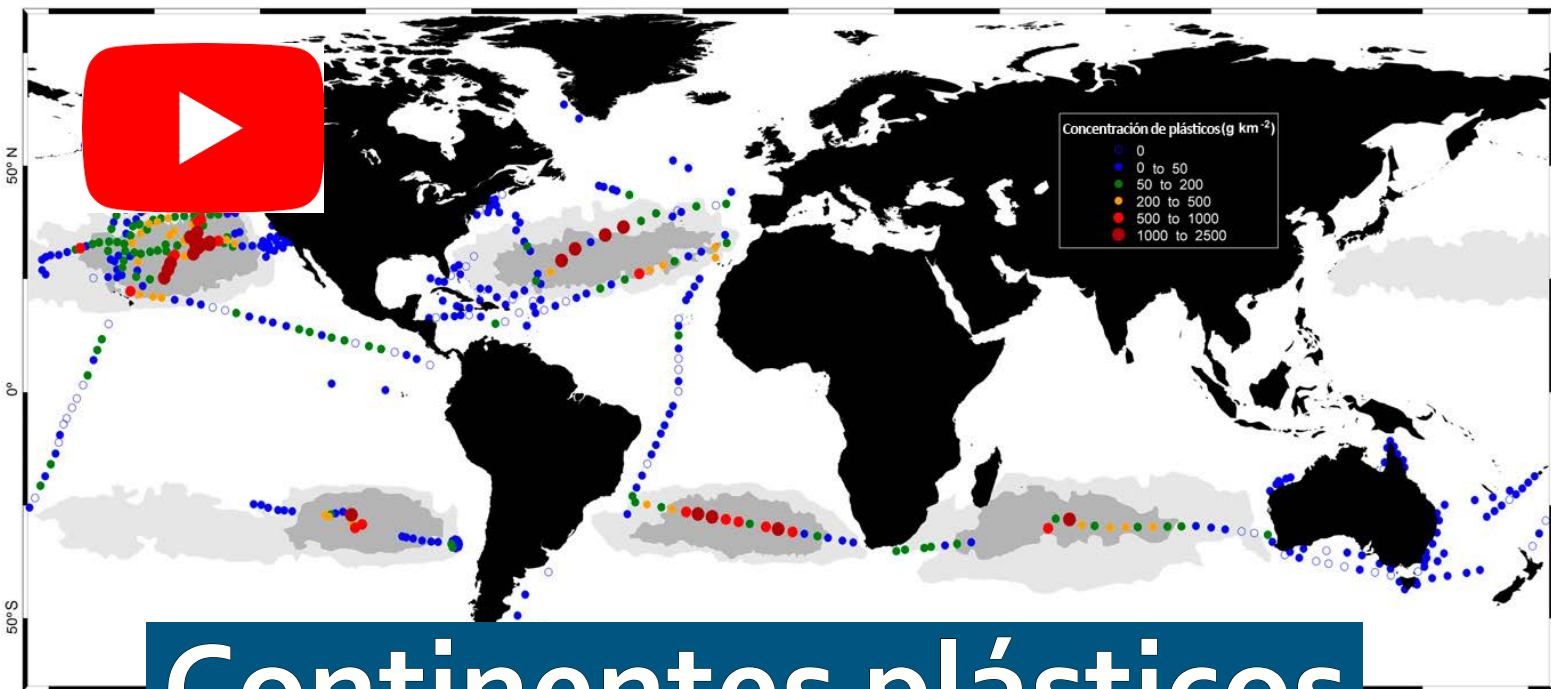 50° N
0°
50° S
Concentración de plásticos (g km⁻²)
0
0 to 50
50 to 200
200 to 500
500 to 1000
1000 to 2500
Continentes plásticos